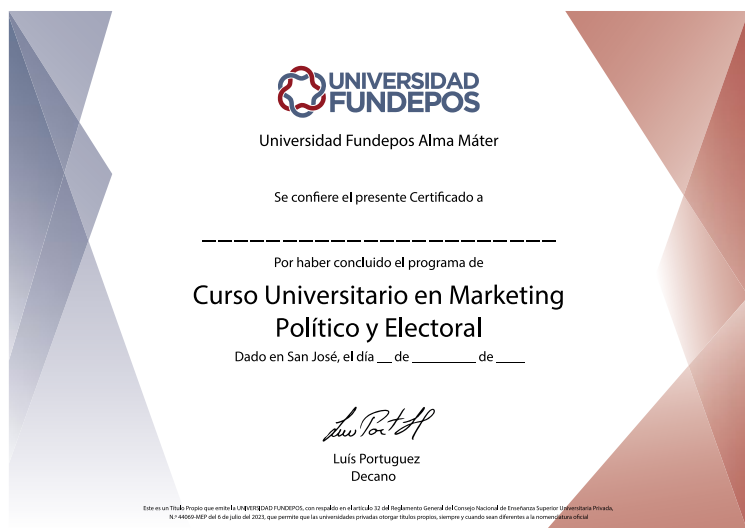 UNIVERSIDAD
FUNDEPOS
Universidad Fundepos Alma Máter
Se confiere el presente Certificado a
Por haber concluido el programa de
Curso Universitario en Marketing
Político y Electoral
Dado en San José, el día __ de ________ de ____
Luís Portuguez
Decano
Este es un Título Propio que emite la UNIVERSIDAD FUNDEPOS, con respaldo en el artículo 32 del Reglamento General del Consejo Nacional de Enseñanza Superior Universitaria Privada,
N.º 44069-MEP del 6 de julio del 2023, que permite que las universidades privadas otorgar títulos propios, siempre y cuando sean diferentes a la nomenclatura oficial